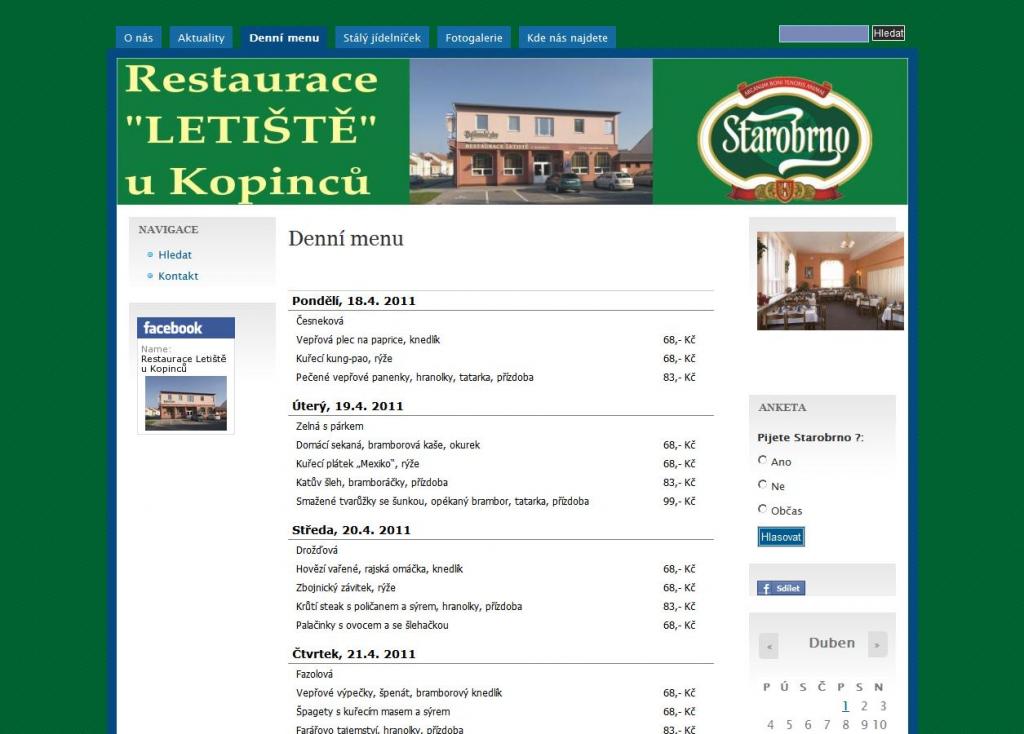 O nás
Aktuality
Denní menu
Stálý jídelníček
Fotogalerie
Kde nás najdete
Hledat
Restaurace
"LETIŠTĚ"
u Kopinců
RESTAURACE LETIŠTĚ
Starobrno
NAVIGACE
Hledat
Kontakt
facebook
Name:
Restaurace Letiště
u Kopinců
Denní menu
Pondělí, 18.4. 2011
Česneková
Vepřová plec na paprice, knedlík 68,- Kč
Kuřecí kung-pao, rýže 68,- Kč
Pečené vepřové panenky, hranolky, tatarka, přízdoba 83,- Kč
Úterý, 19.4. 2011
Zelná s párkem
Domácí sekaná, bramborová kaše, okurek 68,- Kč
Kuřecí plátek „Mexiko“, rýže 68,- Kč
Katův šleh, bramboráčky, přízdoba 83,- Kč
Smažené tvarůžky se šunkou, opékaný brambor, tatarka, přízdoba 99,- Kč
Středa, 20.4. 2011
Drožďová
Hovězí vařené, rajská omáčka, knedlík 68,- Kč
Zbojnický závitek, rýže 68,- Kč
Krůtí steak s poličanem a sýrem, hranolky, přízdoba 83,- Kč
Palačinky s ovocem a se šlehačkou 68,- Kč
Čtvrtek, 21.4. 2011
Fazolová
Vepřové výpečky, špenát, bramborový knedlík 68,- Kč
Špagety s kuřecím masem a sýrem 68,- Kč
Farářovo tajemství, hranolky, přízdoba 83,- Kč
ANKETA
Pijete Starobrno ?:
Ano
Ne
Občas
Hlasovat
Sdílet
« Duben »
P Ú S Č P S N
1 2 3
4 5 6 7 8 9 10